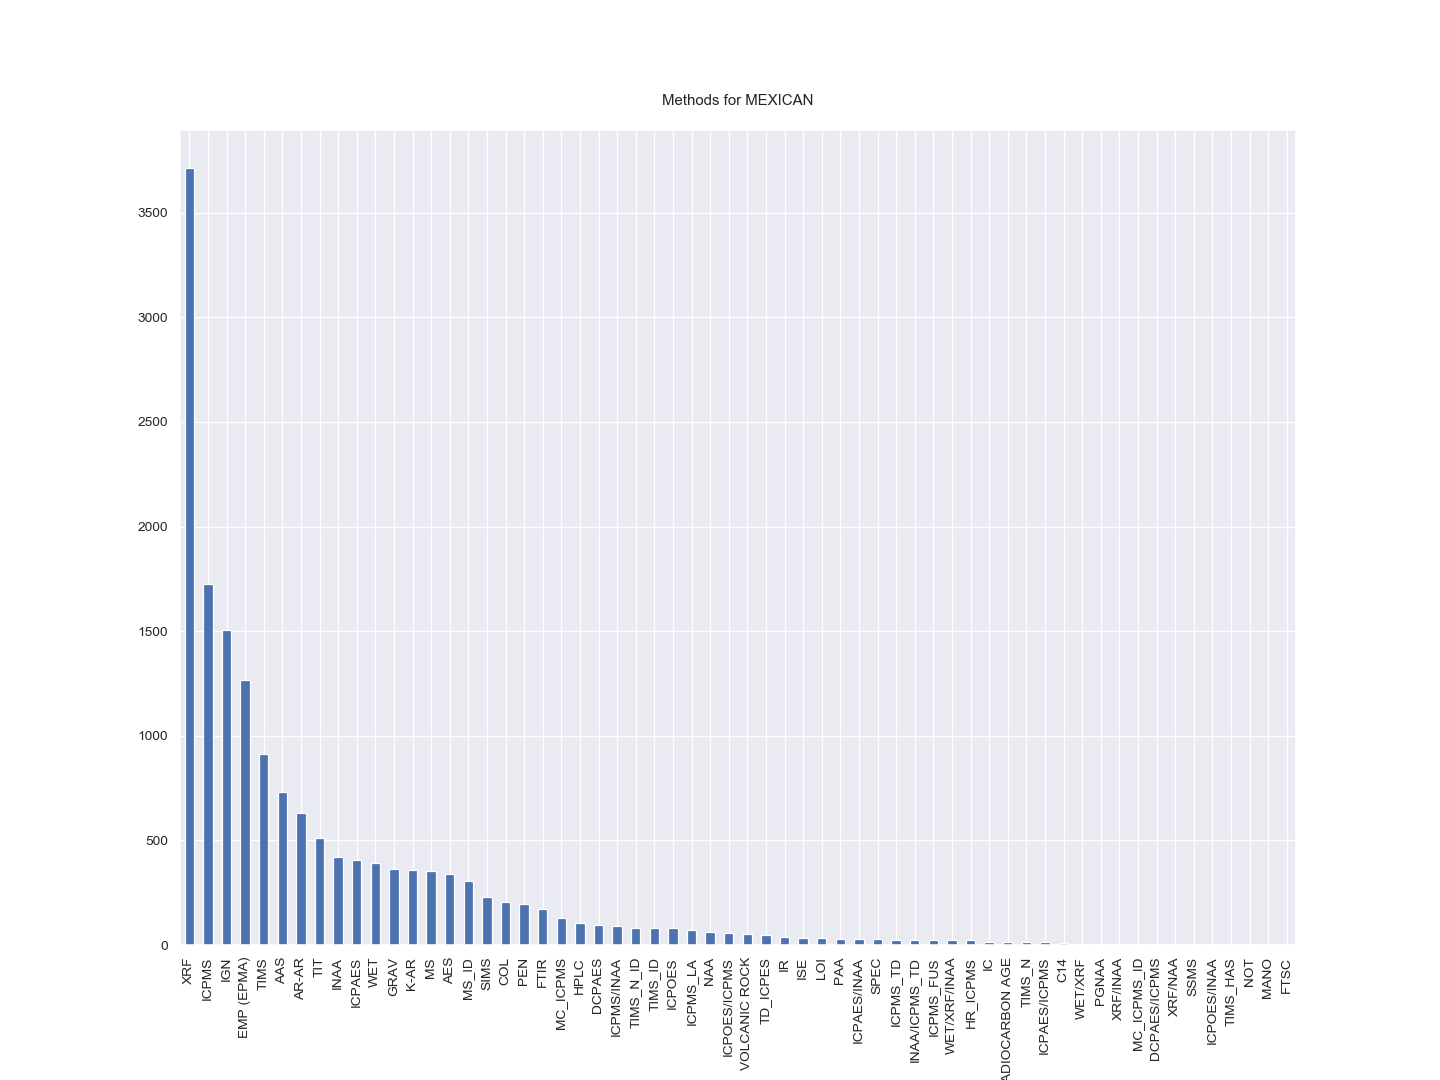 Methods for MEXICAN
3500
3000
2500
2000
1500
1000
500
0
XRF
ICPMS
IGN
EMP (EPMA)
TIMS
AAS
AR-AR
TIT
INAA
ICPAES
WET
GRAV
K-AR
MS
AES
MS_ID
SIMS
COL
PEN
FTIR
MC_ICPMS
HPLC
DCPAES
ICPMS/INAA
TIMS_N_ID
TIMS_ID
ICPOES
ICPMS_LA
NAA
ICPOES/ICPMS
VOLCANIC ROCK
TD_ICPES
IR
ISE
LOI
PAA
ICPAES/INAA
SPEC
ICPMS_TD
INAA/ICPMS_TD
ICPMS_FUS
WET/XRF/INAA
HR_ICPMS
IC
ADIOCARBON AGE
TIMS_N
ICPAES/ICPMS
C14
WET/XRF
PGNAA
XRF/INAA
MC_ICPMS_ID
DCPAES/ICPMS
XRF/NAA
SSMS
ICPOES/INAA
TIMS_HAS
NOT
MANO
FTSC